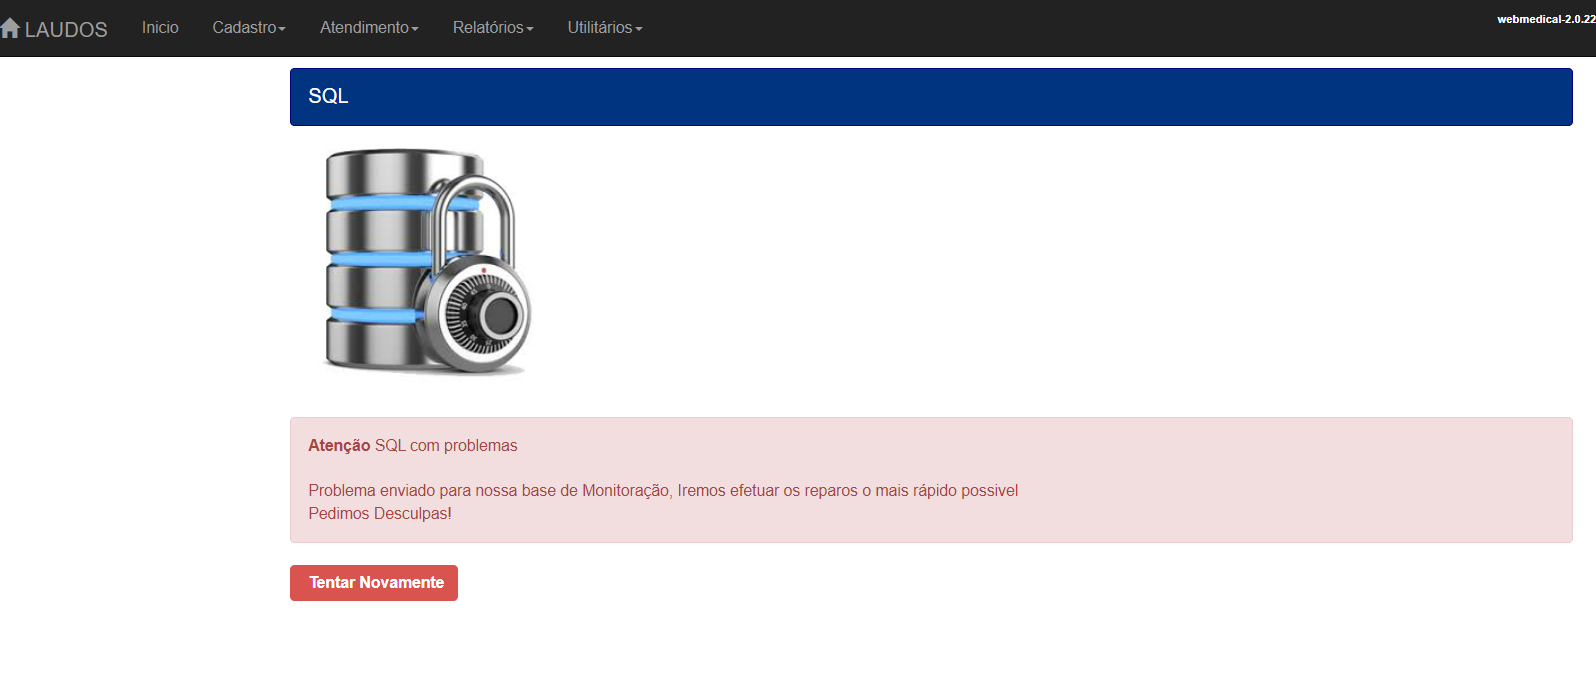 LAUDOS Inicio Cadastro Atendimento Relatórios Utilitários webmedical-2.0.22
SQL
Atenção SQL com problemas
Problema enviado para nossa base de Monitoração, Iremos efetuar os reparos o mais rápido possivel
Pedimos Desculpas!
Tentar Novamente